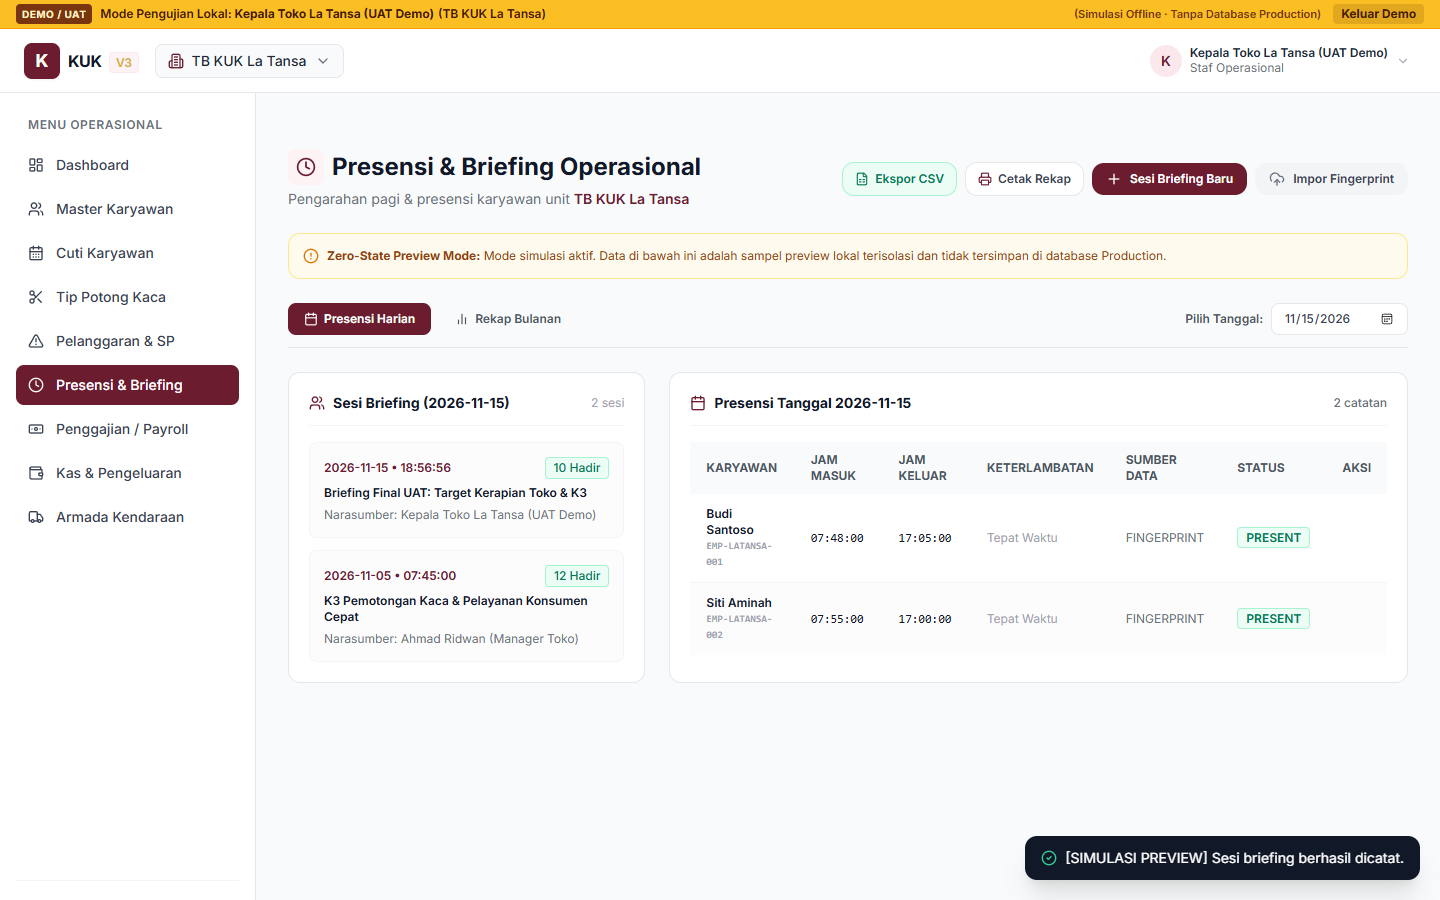 DEMO / UAT Mode Pengujian Lokal: Kepala Toko La Tansa (UAT Demo) (TB KUK La Tansa) (Simulasi Offline · Tanpa Database Production) Keluar Demo
K KUK V3 TB KUK La Tansa
K Kepala Toko La Tansa (UAT Demo)
Staf Operasional
MENU OPERASIONAL
Dashboard
Master Karyawan
Cuti Karyawan
Tip Potong Kaca
Pelanggaran & SP
Presensi & Briefing
Penggajian / Payroll
Kas & Pengeluaran
Armada Kendaraan
Presensi & Briefing Operasional
Pengarahan pagi & presensi karyawan unit TB KUK La Tansa
Ekspor CSV Cetak Rekap Sesi Briefing Baru Impor Fingerprint
Zero-State Preview Mode: Mode simulasi aktif. Data di bawah ini adalah sampel preview lokal terisolasi dan tidak tersimpan di database Production.
Presensi Harian Rekap Bulanan Pilih Tanggal: 11/15/2026
Sesi Briefing (2026-11-15) 2 sesi
2026-11-15 • 18:56:56 10 Hadir
Briefing Final UAT: Target Kerapian Toko & K3
Narasumber: Kepala Toko La Tansa (UAT Demo)
2026-11-05 • 07:45:00 12 Hadir
K3 Pemotongan Kaca & Pelayanan Konsumen
Cepat
Narasumber: Ahmad Ridwan (Manager Toko)
Presensi Tanggal 2026-11-15 2 catatan
KARYAWAN JAM MASUK JAM KELUAR KETERLAMBATAN SUMBER DATA STATUS AKSI
Budi Santoso EMP-LATANSA-001 07:48:00 17:05:00 Tepat Waktu FINGERPRINT PRESENT
Siti Aminah EMP-LATANSA-002 07:55:00 17:00:00 Tepat Waktu FINGERPRINT PRESENT
[SIMULASI PREVIEW] Sesi briefing berhasil dicatat.